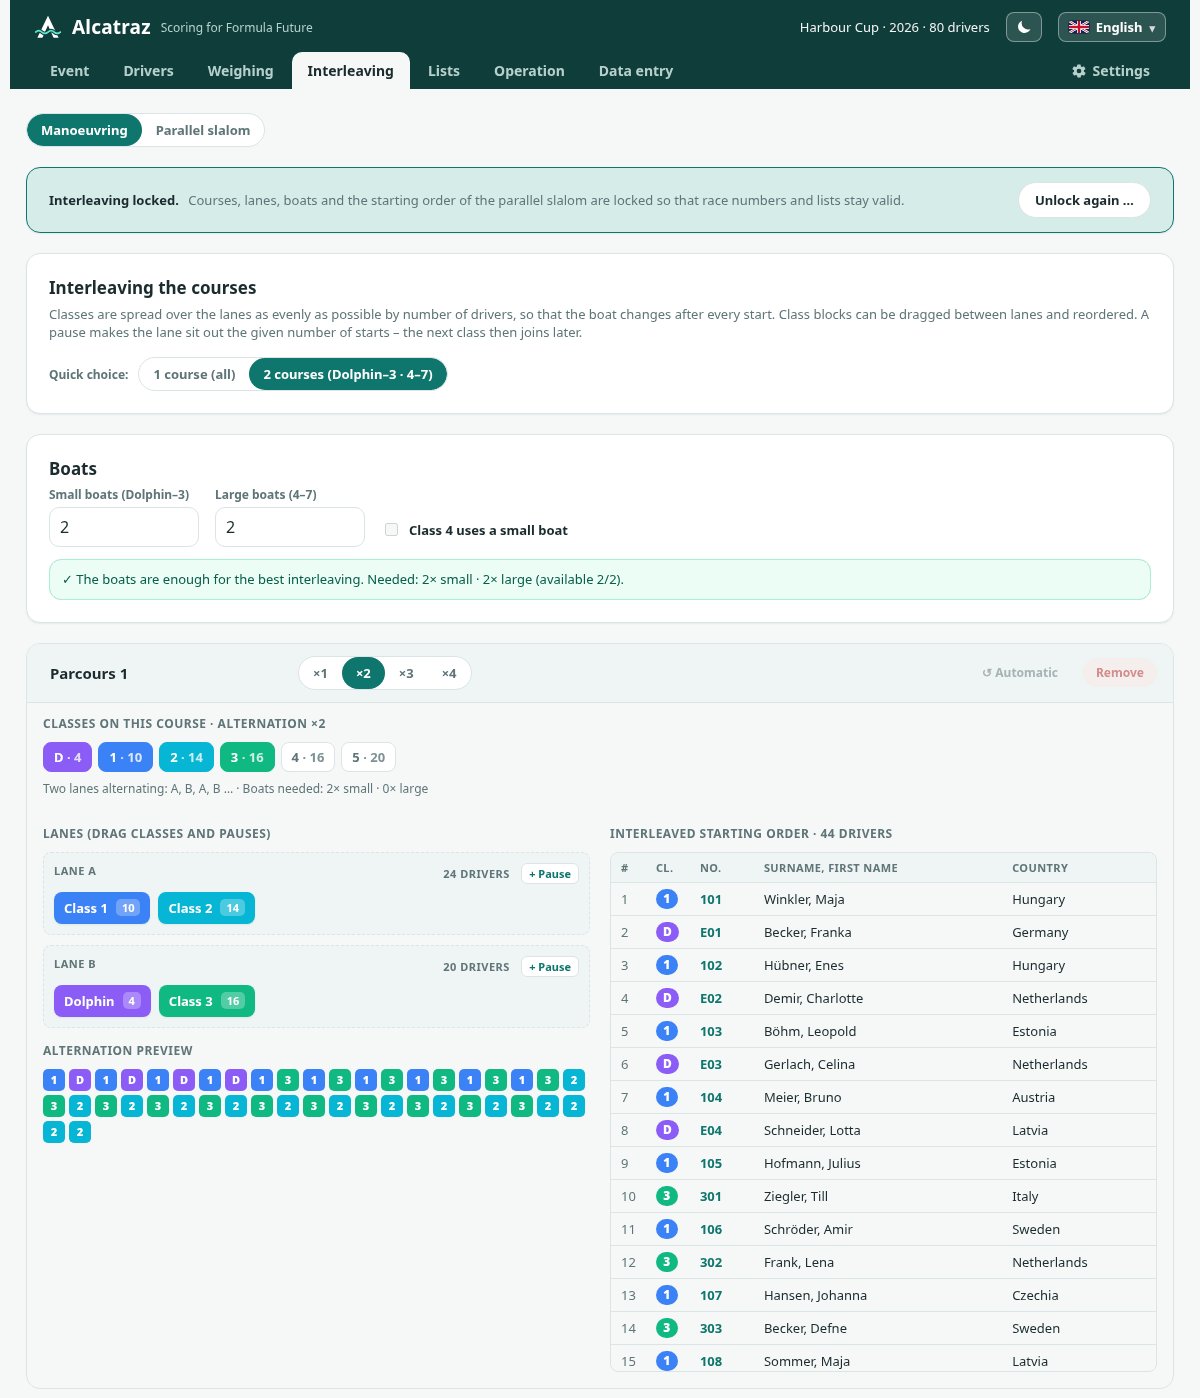 Alcatraz Scoring for Formula Future
Harbour Cup · 2026 · 80 drivers
English ▾
Event Drivers Weighing Interleaving Lists Operation Data entry Settings
Manoeuvring Parallel slalom
Interleaving locked. Courses, lanes, boats and the starting order of the parallel slalom are locked so that race numbers and lists stay valid. Unlock again ...
Interleaving the courses
Classes are spread over the lanes as evenly as possible by number of drivers, so that the boat changes after every start. Class blocks can be dragged between lanes and reordered. A
pause makes the lane sit out the given number of starts – the next class then joins later.
Quick choice: 1 course (all) 2 courses (Dolphin–3 · 4–7)
Boats
Small boats (Dolphin–3) Large boats (4–7)
2 2 Class 4 uses a small boat
✓ The boats are enough for the best interleaving. Needed: 2× small · 2× large (available 2/2).
Parcours 1 ×1 ×2 ×3 ×4 ↺ Automatic Remove
CLASSES ON THIS COURSE · ALTERNATION ×2
D · 4 1 · 10 2 · 14 3 · 16 4 · 16 5 · 20
Two lanes alternating: A, B, A, B ... · Boats needed: 2× small · 0× large
LANES (DRAG CLASSES AND PAUSES)
LANE A 24 DRIVERS + Pause
Class 1 10 Class 2 14
LANE B 20 DRIVERS + Pause
Dolphin 4 Class 3 16
ALTERNATION PREVIEW
1 D 1 D 1 D 1 D 1 3 1 3 1 3 1 3 1 3 1 3 2
3 2 3 2 3 2 3 2 3 2 3 2 3 2 3 2 3 2 3 2 2
2 2
INTERLEAVED STARTING ORDER · 44 DRIVERS
# CL. NO. SURNAME, FIRST NAME COUNTRY
1 1 101 Winkler, Maja Hungary
2 D E01 Becker, Franka Germany
3 1 102 Hübner, Enes Hungary
4 D E02 Demir, Charlotte Netherlands
5 1 103 Böhm, Leopold Estonia
6 D E03 Gerlach, Celina Netherlands
7 1 104 Meier, Bruno Austria
8 D E04 Schneider, Lotta Latvia
9 1 105 Hofmann, Julius Estonia
10 3 301 Ziegler, Till Italy
11 1 106 Schröder, Amir Sweden
12 3 302 Frank, Lena Netherlands
13 1 107 Hansen, Johanna Czechia
14 3 303 Becker, Defne Sweden
15 1 108 Sommer, Maja Latvia